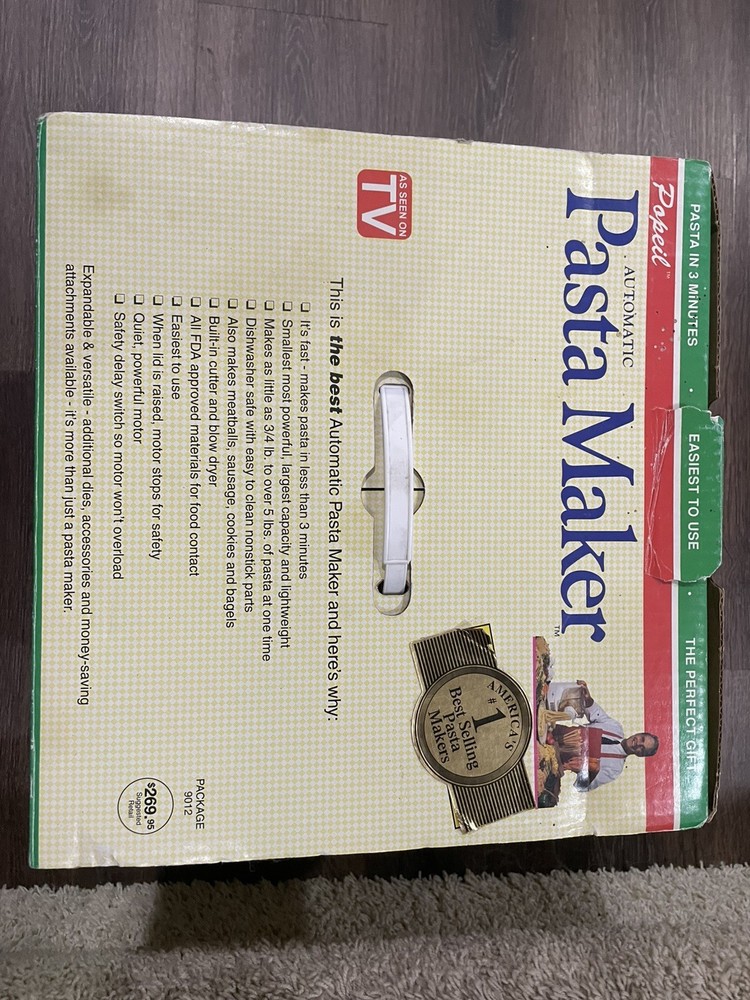 PASTA IN 3 MINUTES • EASIEST TO USE • THE PERFECT GIFT
Popeil™
AUTOMATIC
Pasta Maker™
AS SEEN ON
TV
AMERICA'S
#1
Best Selling
Pasta
Makers
This is the best Automatic Pasta Maker and here's why:
❑ It's fast - makes pasta in less than 3 minutes
❑ Smallest most powerful, largest capacity and lightweight
❑ Makes as little as 3/4 lb. to over 5 lbs. of pasta at one time
❑ Dishwasher safe with easy to clean nonstick parts
❑ Also makes meatballs, sausage, cookies and bagels
❑ Built-in cutter and blow dryer
❑ All FDA approved materials for food contact
❑ Easiest to use
❑ When lid is raised, motor stops for safety
❑ Quiet, powerful motor
❑ Safety delay switch so motor won't overload
Expandable & versatile - additional dies, accessories and money-saving
attachments available - it's more than just a pasta maker.
PACKAGE
9012
$269.95
Suggested
Retail